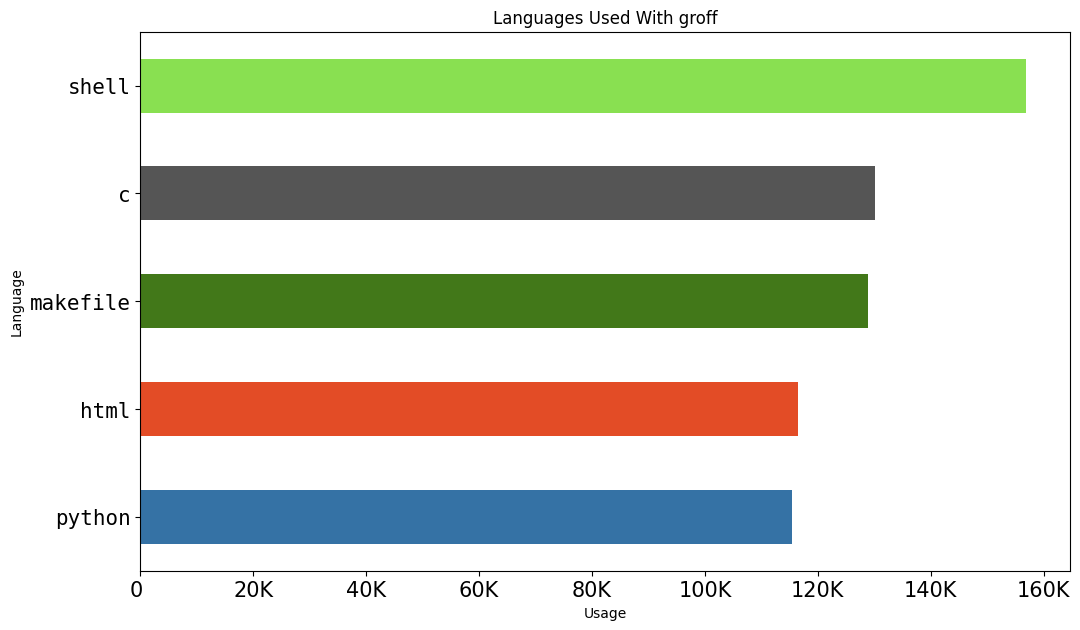 Languages Used With groff
shell
c
makefile
html
python
Language
0 20K 40K 60K 80K 100K 120K 140K 160K
Usage